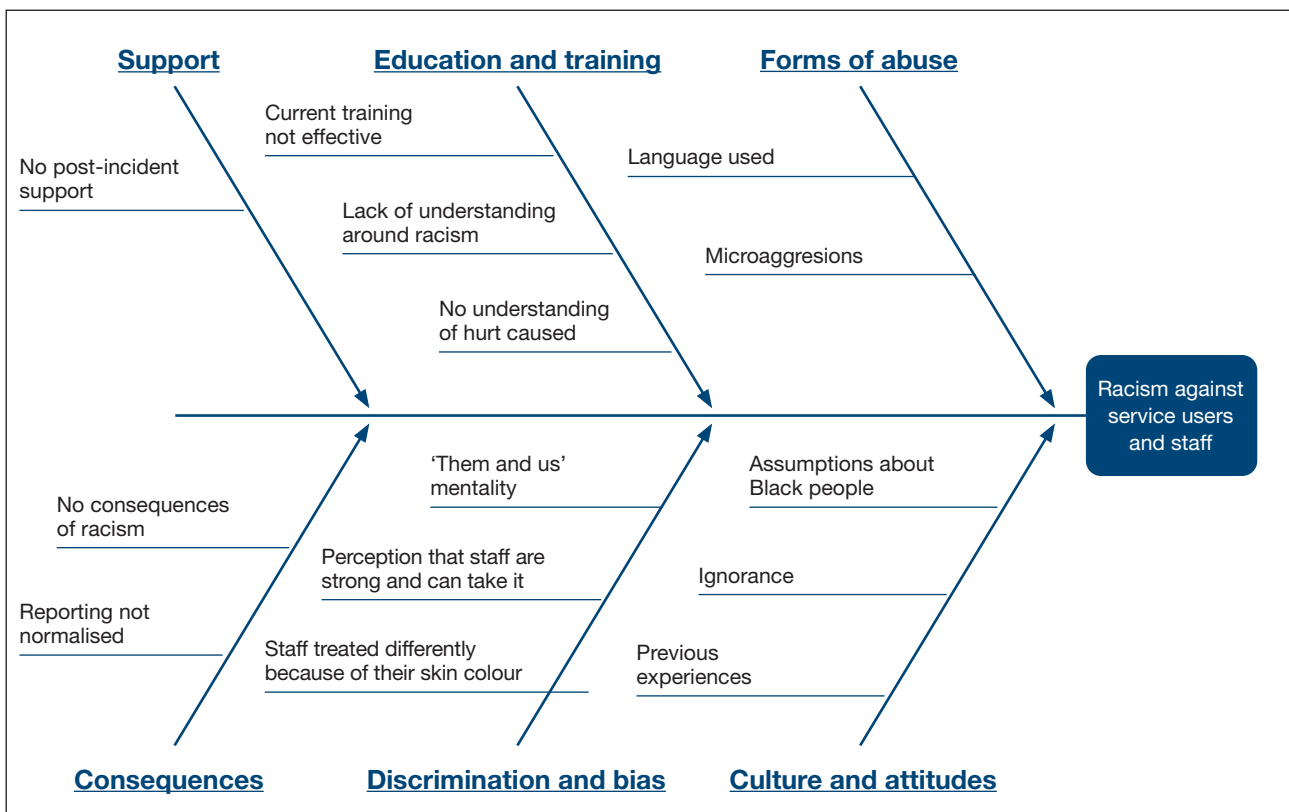 Support
Education and training
Forms of abuse
Current training
not effective
No post-incident
support
Language used
Lack of understanding
around racism
Microaggresions
No understanding
of hurt caused
Racism against
service users
and staff
‘Them and us’
mentality
Assumptions about
Black people
No consequences
of racism
Perception that staff are
strong and can take it
Ignorance
Reporting not
normalised
Staff treated differently
because of their skin colour
Previous
experiences
Consequences
Discrimination and bias
Culture and attitudes